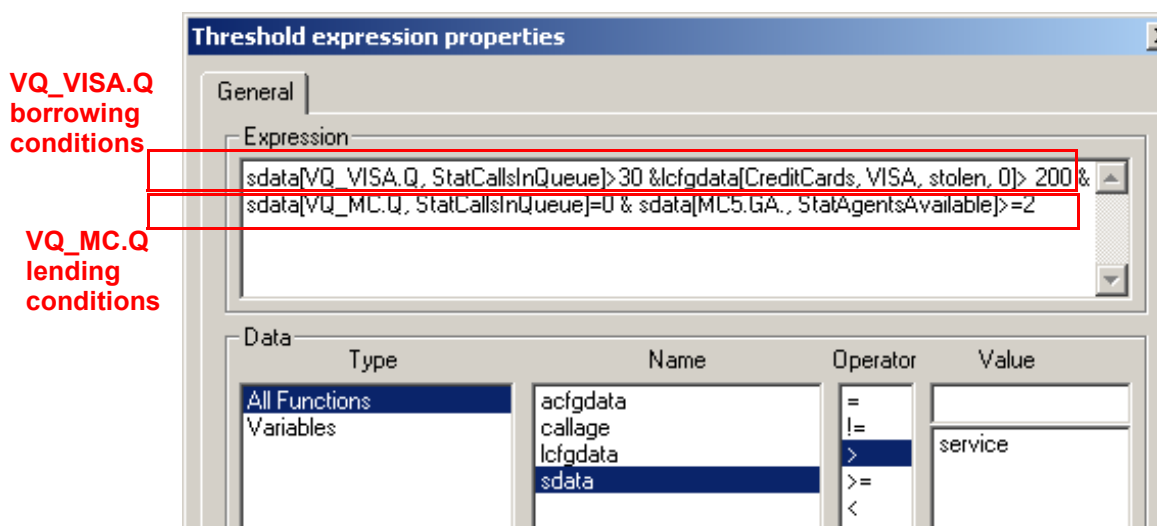 Threshold expression properties
VQ_VISA.Q
borrowing
conditions
General
Expression
sdata[VQ_VISA.Q, StatCallsInQueue]>30 &lcfgdata[CreditCards, VISA, stolen, 0]> 200 &
sdata[VQ_MC.Q, StatCallsInQueue]=0 & sdata[MC5.GA., StatAgentsAvailable]>=2
VQ_MC.Q
lending
conditions
Data
Type Name Operator Value
All Functions
Variables
acfgdata
callage
lcfgdata
sdata
=
!=
>
>=
<
service